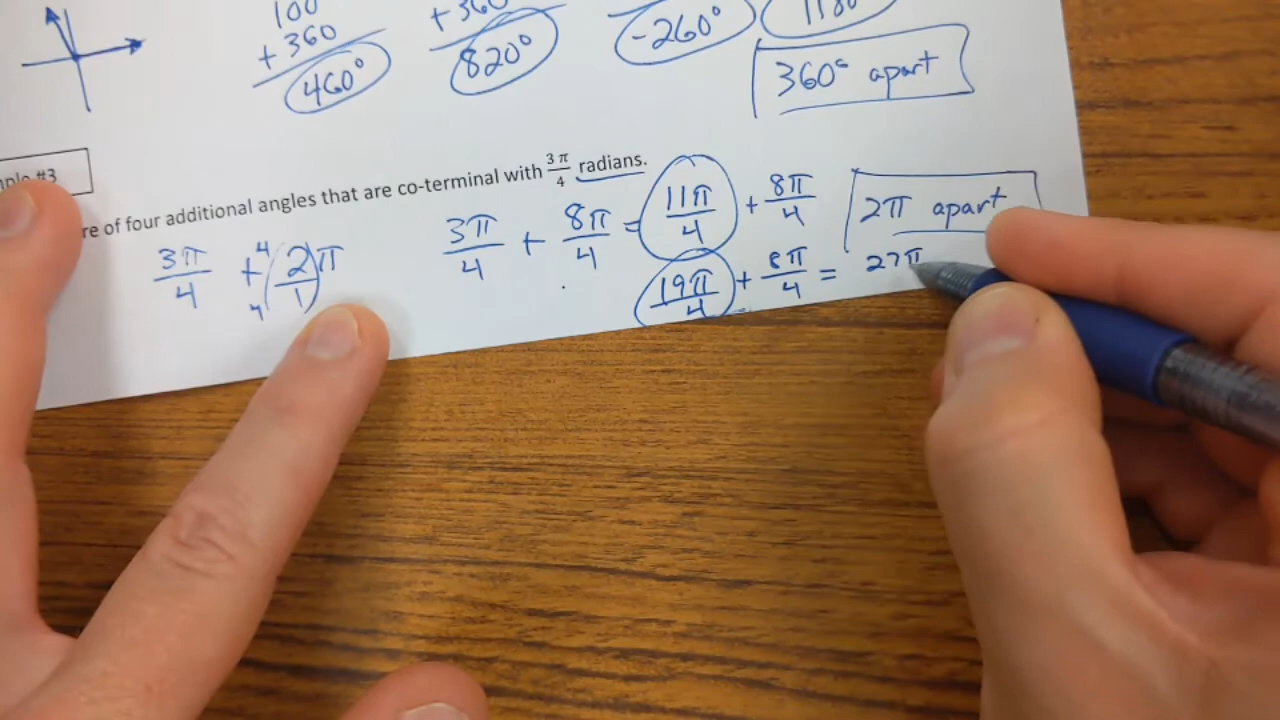 100
+ 360
460°
+ 360
820°
-260°
1180°
360° apart
#3
re of four additional angles that are co-terminal with 3π/4 radians.
3π/4 + 4/4 (2/1) π
3π/4 + 8π/4 = 11π/4 + 8π/4
19π/4 + 8π/4 = 27π
2π apart